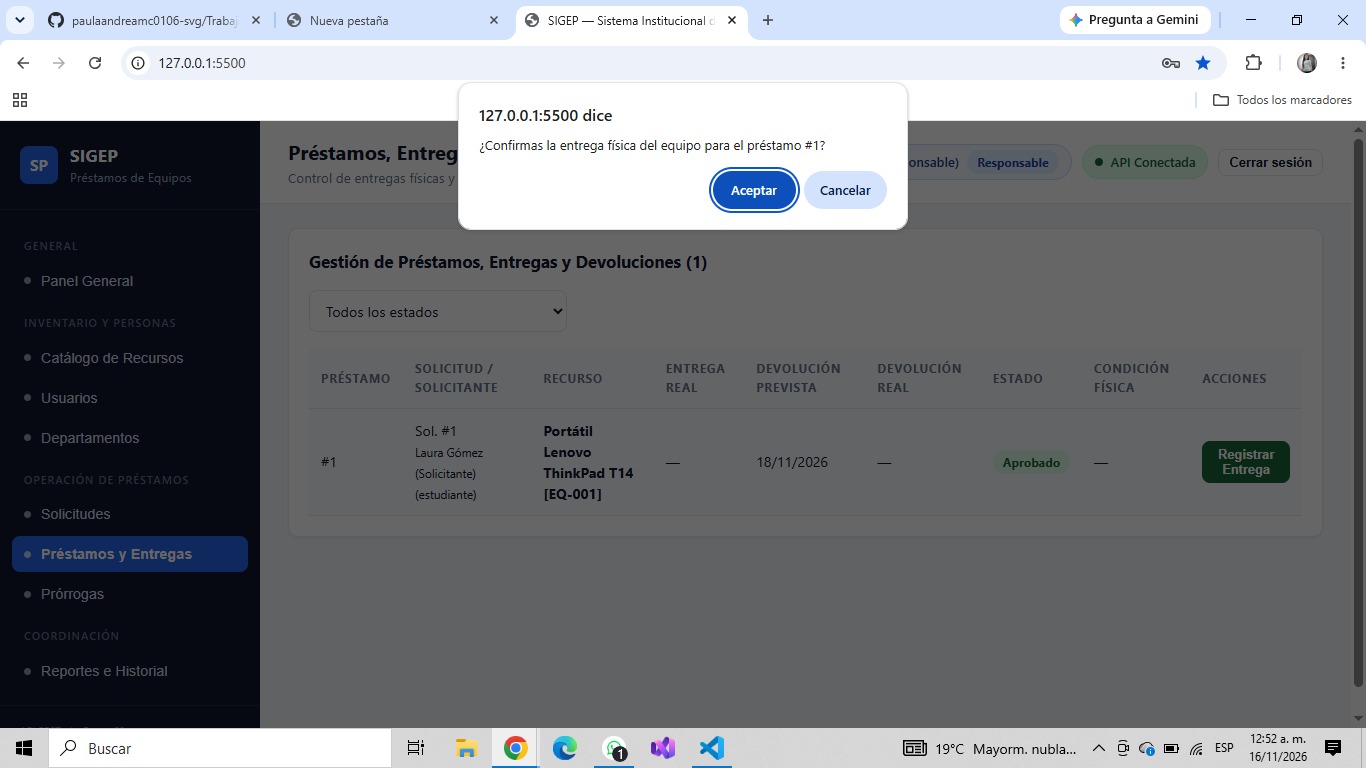 paulaandreamc0106-svg/Trabaj
Nueva pestaña
SIGEP — Sistema Institucional d
Pregunta a Gemini
127.0.0.1:5500
Todos los marcadores
127.0.0.1:5500 dice
¿Confirmas la entrega física del equipo para el préstamo #1?
Aceptar
Cancelar
SP
SIGEP
Préstamos de Equipos
GENERAL
Panel General
INVENTARIO Y PERSONAS
Catálogo de Recursos
Usuarios
Departamentos
OPERACIÓN DE PRÉSTAMOS
Solicitudes
Préstamos y Entregas
Prórrogas
COORDINACIÓN
Reportes e Historial
Préstamos, Entreg
Control de entregas físicas y
onsable)
Responsable
API Conectada
Cerrar sesión
Gestión de Préstamos, Entregas y Devoluciones (1)
Todos los estados
PRÉSTAMO
SOLICITUD /
SOLICITANTE
RECURSO
ENTREGA
REAL
DEVOLUCIÓN
PREVISTA
DEVOLUCIÓN
REAL
ESTADO
CONDICIÓN
FÍSICA
ACCIONES
#1
Sol. #1
Laura Gómez
(Solicitante)
(estudiante)
Portátil
Lenovo
ThinkPad T14
[EQ-001]
—
18/11/2026
—
Aprobado
—
Registrar
Entrega
Buscar
1
19°C Mayorm. nubla...
ESP
12:52 a. m.
16/11/2026